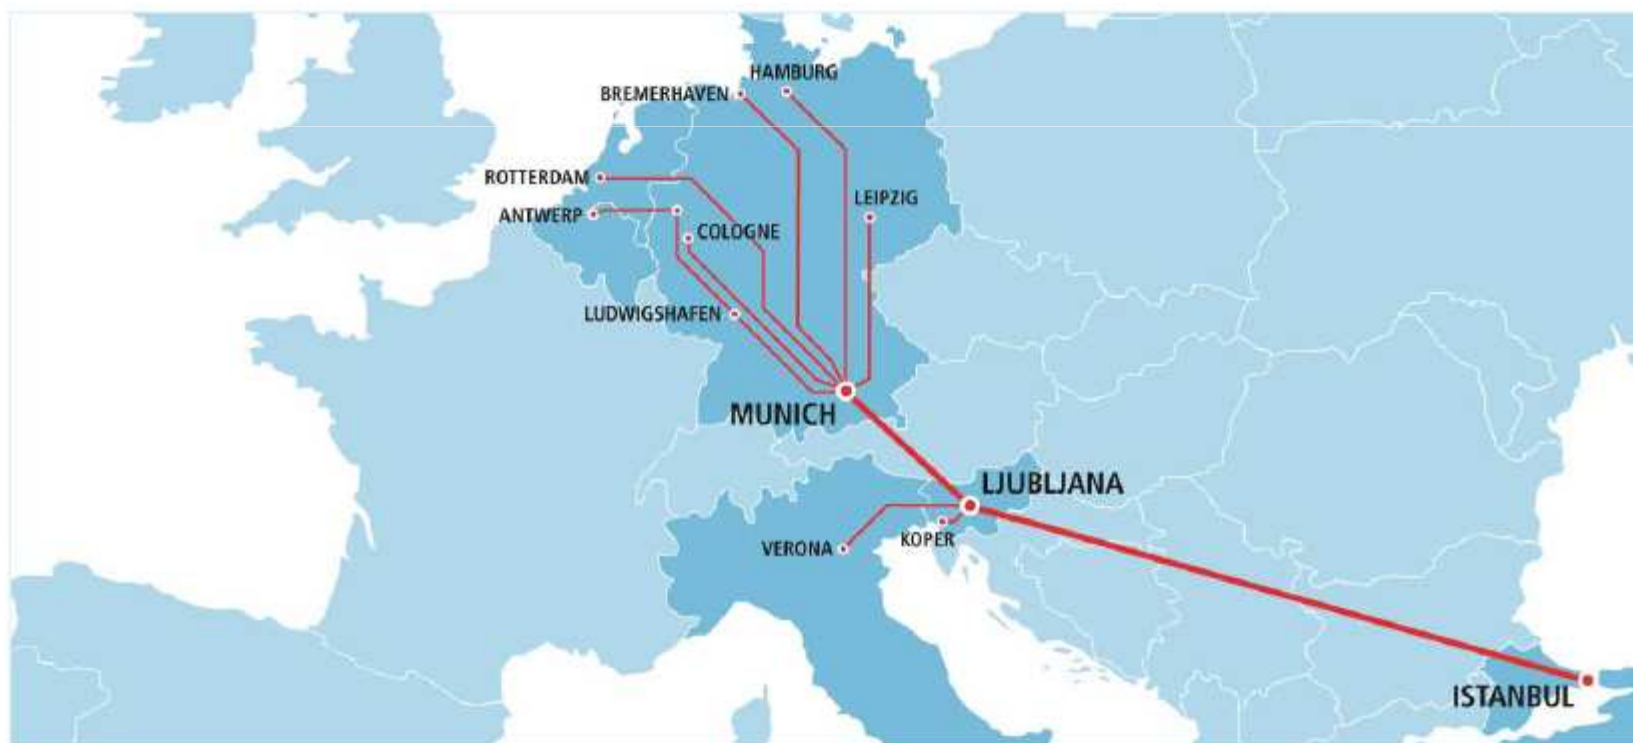 HAMBURG
BREMERHAVEN
ROTTERDAM
LEIPZIG
ANTWERP
COLOGNE
LUDWIGSHAFEN
MUNICH
LJUBLJANA
KOPER
VERONA
ISTANBUL